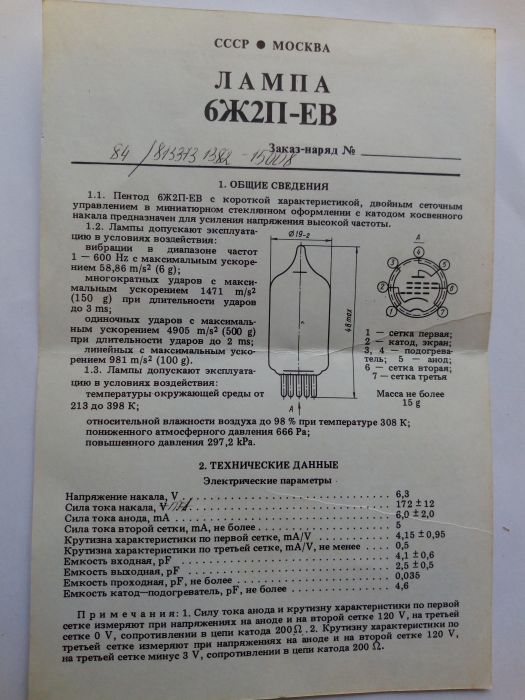 СССР ● МОСКВА
ЛАМПА
6Ж2П-ЕВ
Заказ-наряд №
84 /813373 1382 -
1. ОБЩИЕ СВЕДЕНИЯ
1.1. Пентод 6Ж2П-ЕВ с короткой характеристикой, двойным сеточным
управлением в миниатюрном стеклянном оформлении с катодом косвенного
накала предназначен для усиления напряжения высокой частоты.
1.2. Лампы допускают эксплуата-
цию в условиях воздействия:
вибрации в диапазоне частот
1 — 600 Hz с максимальным ускоре-
нием 58,86 m/s² (6 g);
многократных ударов с макси-
мальным ускорением 1471 m/s²
(150 g) при длительности ударов
до 3 ms;
одиночных ударов с максималь-
ным ускорением 4905 m/s² (500 g)
при длительности ударов до 2 ms;
линейных с максимальным уско-
рением 981 m/s² (100 g).
1.3. Лампы допускают эксплуата-
цию в условиях воздействия:
температуры окружающей среды от
213 до 398 К;
относительной влажности воздуха до 98 % при температуре 308 К;
пониженного атмосферного давления 666 Pa;
повышенного давления 297,2 kPa.
Ø 19-2
48 max
А
А
4
3
5
2
6
1
7
1 — сетка первая;
2 — катод, экран;
3, 4 — подогрева-
тель; 5 — анод;
6 — сетка вторая;
7 — сетка третья
Масса не более
15 g
2. ТЕХНИЧЕСКИЕ ДАННЫЕ
Электрические параметры
Напряжение накала, V . . . 6,3
Сила тока накала, . . . 172 ± 12
Сила тока анода, mA . . . 6,0 ± 2,0
Сила тока второй сетки, mA, не более . . . 5
Крутизна характеристики по первой сетке, mA/V . . . 4,15 ± 0,95
Крутизна характеристики по третьей сетке, mA/V, не менее . . . 0,5
Емкость входная, pF . . . 4,1 ± 0,6
Емкость выходная, pF . . . 2,5 ± 0,5
Емкость проходная, pF, не более . . . 0,035
Емкость катод—подогреватель, pF, не более . . . 4,6
Примечания: 1. Силу тока анода и крутизну характеристики по первой
сетке измеряют при напряжениях на аноде и на второй сетке 120 V, на третьей
сетке 0 V, сопротивлении в цепи катода 200 Ω. 2. Крутизну характеристики по
третьей сетке измеряют при напряжениях на аноде и на второй сетке 120 V,
на третьей сетке минус 3 V, сопротивлении в цепи катода 200 Ω.